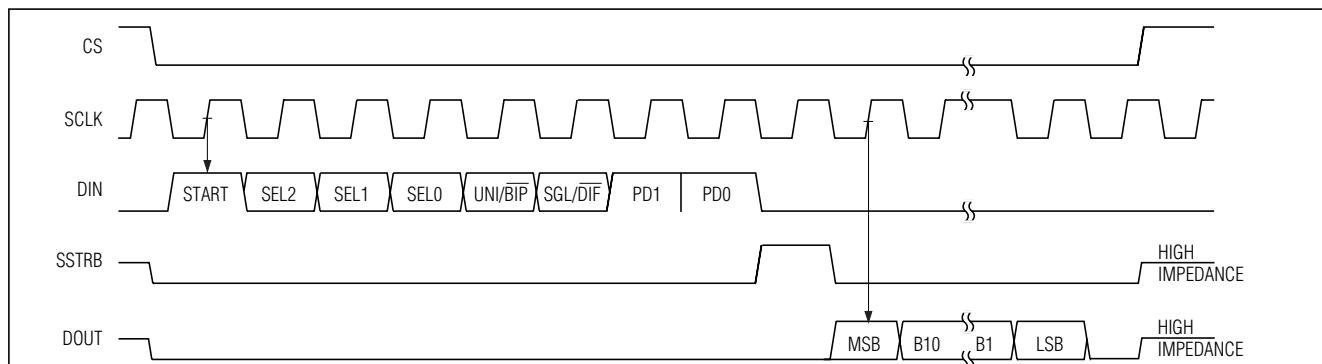 CS
SCLK
DIN START SEL2 SEL1 SEL0 UNI/BIP SGL/DIF PD1 PD0
SSTRB HIGH
IMPEDANCE
DOUT MSB B10 B1 LSB HIGH
IMPEDANCE